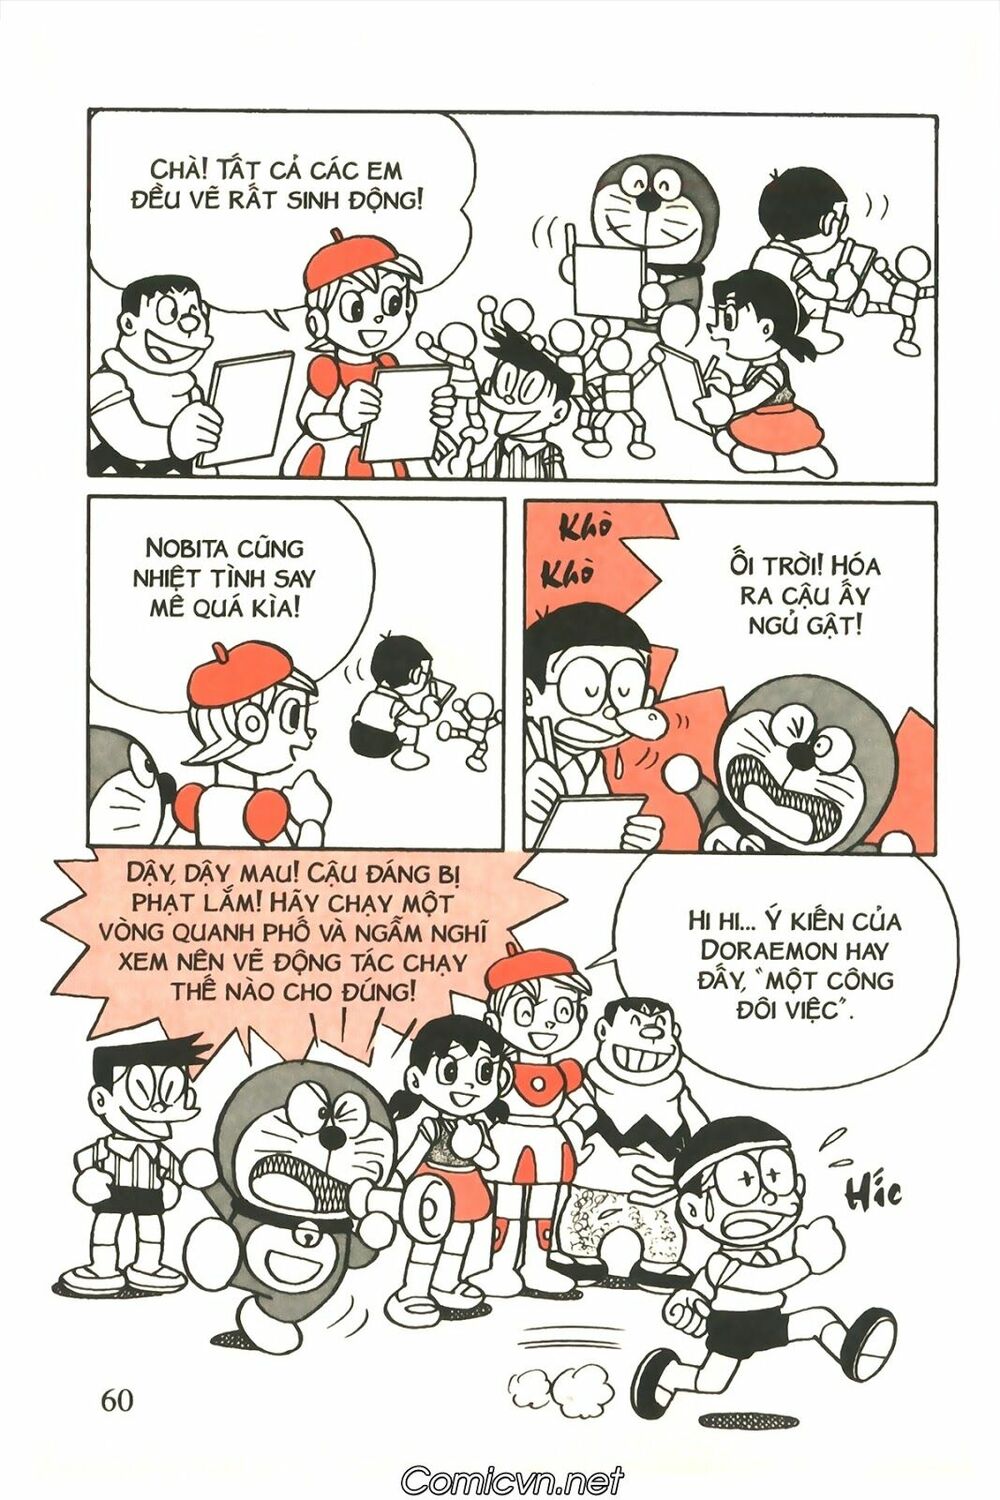 CHÀ! TẤT CẢ CÁC EM
ĐỀU VẼ RẤT SINH ĐỘNG!
NOBITA CŨNG
NHIỆT TÌNH SAY
MÊ QUÁ KÌA!
Khò
Khò
ỐI TRỜI! HÓA
RA CẬU ẤY
NGỦ GẬT!
DẬY, DẬY MAU! CẬU ĐÁNG BỊ
PHẠT LẮM! HÃY CHẠY MỘT
VÒNG QUANH PHỐ VÀ NGẪM NGHĨ
XEM NÊN VẼ ĐỘNG TÁC CHẠY
THẾ NÀO CHO ĐÚNG!
HI HI... Ý KIẾN CỦA
DORAEMON HAY
ĐẤY, "MỘT CÔNG
ĐÔI VIỆC".
Híc
60
Comicvn.net